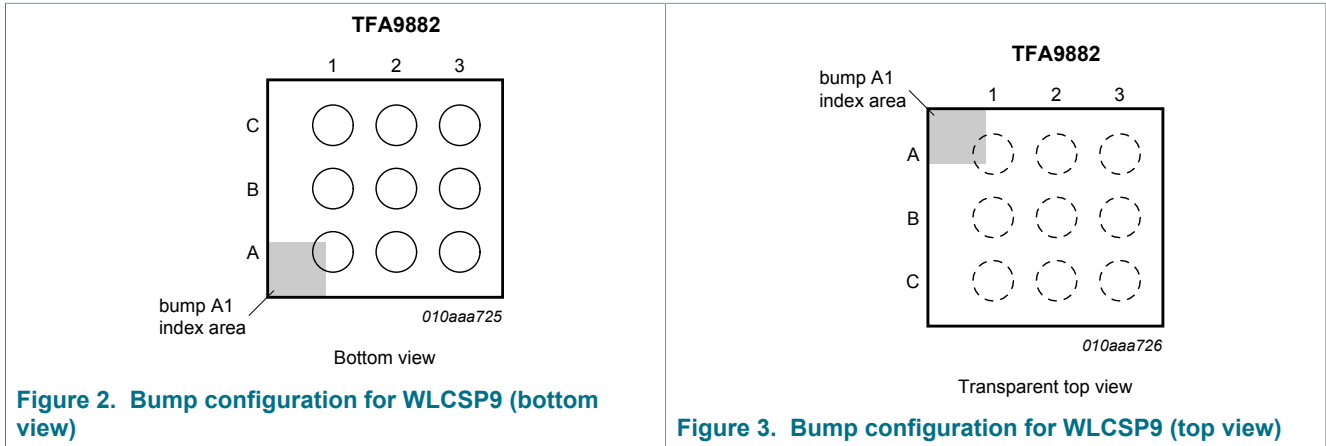 TFA9882
1 2 3
C
B
A
bump A1
index area
010aaa725
Bottom view
Figure 2. Bump configuration for WLCSP9 (bottom
view)
TFA9882
bump A1
index area
1 2 3
A
B
C
010aaa726
Transparent top view
Figure 3. Bump configuration for WLCSP9 (top view)